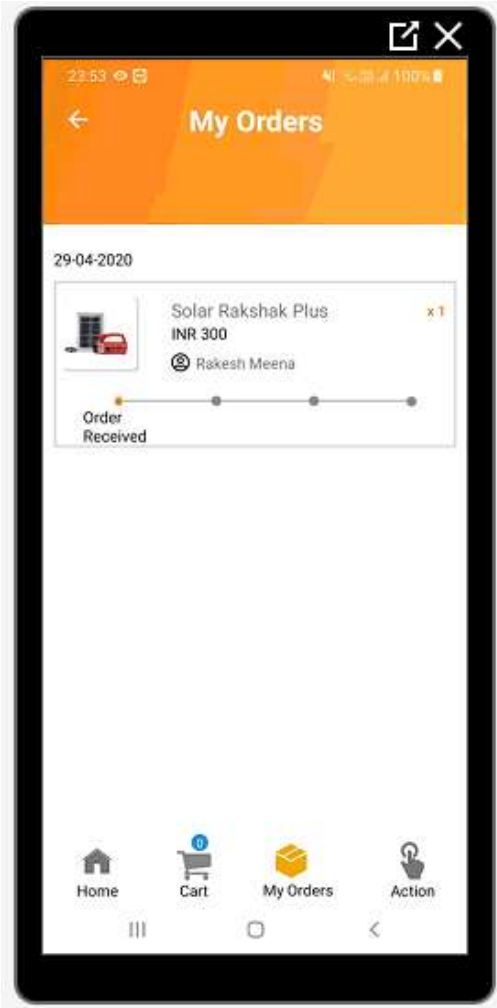 23:53
100%
My Orders
29-04-2020
Solar Rakshak Plus
x 1
INR 300
Rakesh Meena
Order
Received
0
Home
Cart
My Orders
Action